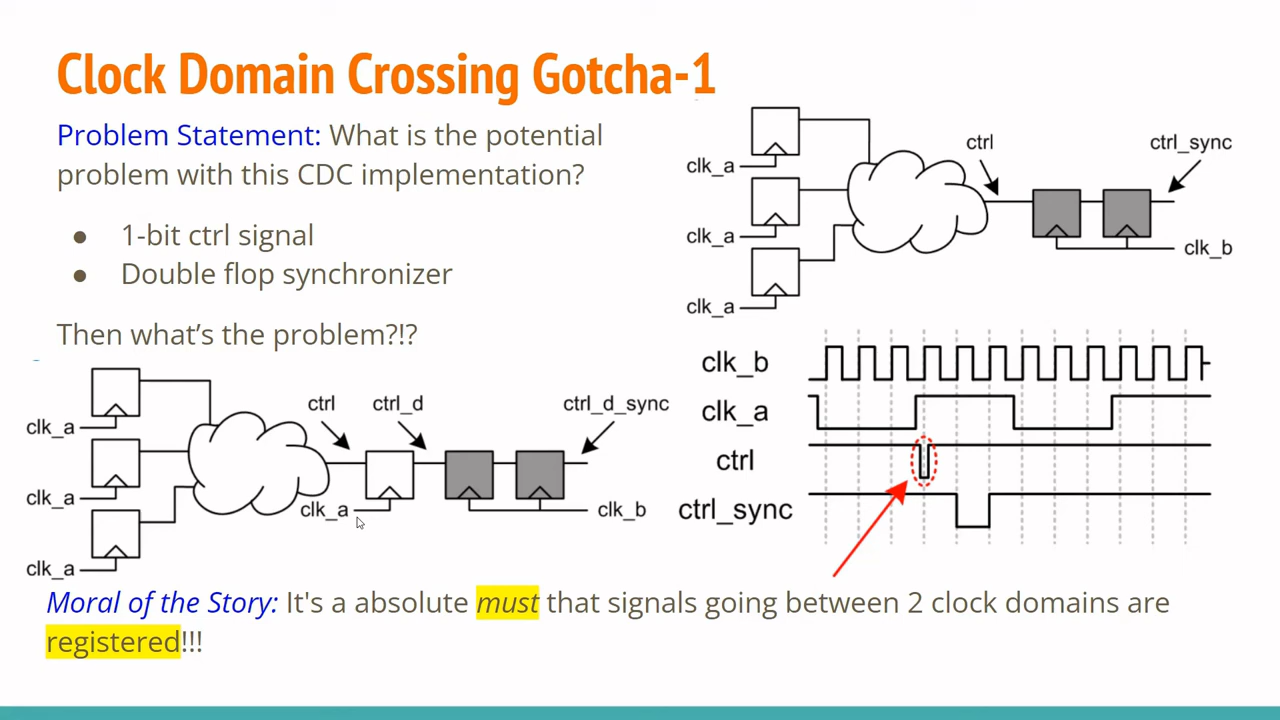 Clock Domain Crossing Gotcha-1
Problem Statement: What is the potential
problem with this CDC implementation?
● 1-bit ctrl signal
● Double flop synchronizer
Then what's the problem?!?
clk_a
clk_a
clk_a
ctrl
ctrl_sync
clk_b
clk_a
clk_a
clk_a
ctrl
ctrl_d
clk_a
ctrl_d_sync
clk_b
clk_b
clk_a
ctrl
ctrl_sync
Moral of the Story: It's a absolute must that signals going between 2 clock domains are
registered!!!